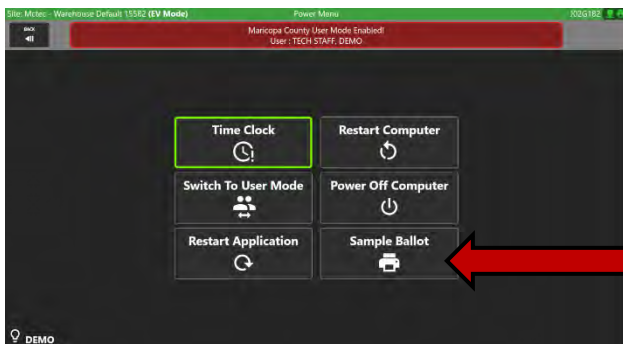 Site: Mctec - Warehouse Default 15582 (EV Mode) Power Menu J02G1B2
BACK
Maricopa County User Mode Enabled!
User : TECH STAFF, DEMO
Time Clock Restart Computer
Switch To User Mode Power Off Computer
Restart Application Sample Ballot
DEMO